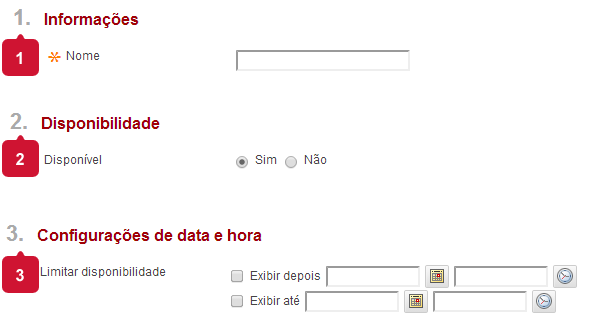 1. Informações
1 Nome
2. Disponibilidade
2 Disponível Sim Não
3. Configurações de data e hora
3 Limitar disponibilidade Exibir depois
Exibir até